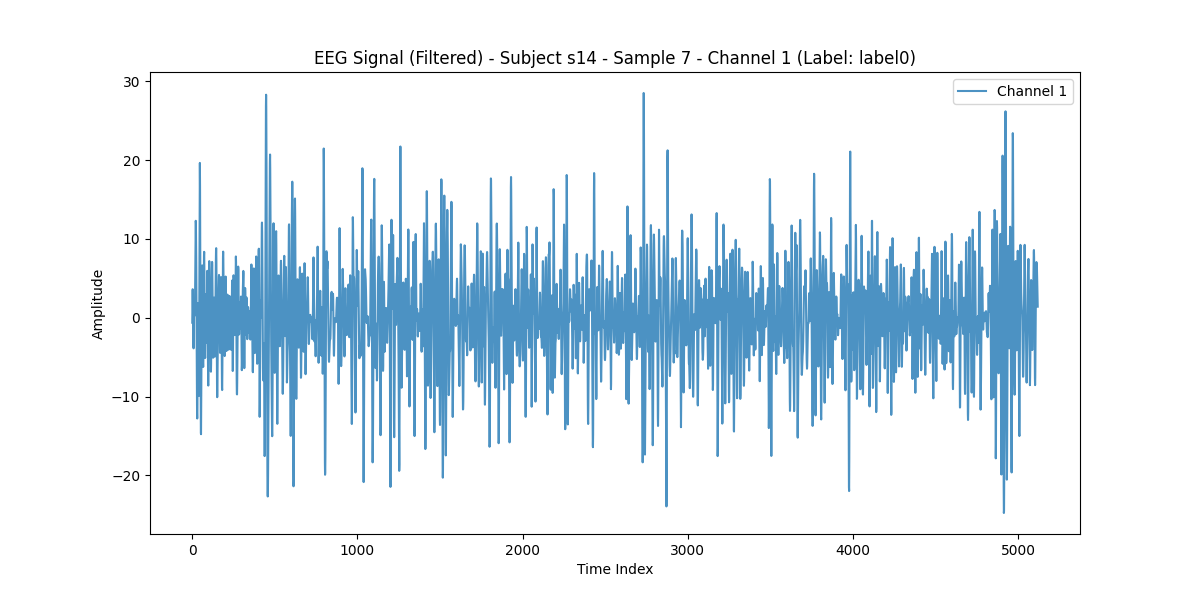 EEG Signal (Filtered) - Subject s14 - Sample 7 - Channel 1 (Label: label0)
Channel 1
30
20
10
0
−10
−20
Amplitude
0 1000 2000 3000 4000 5000
Time Index